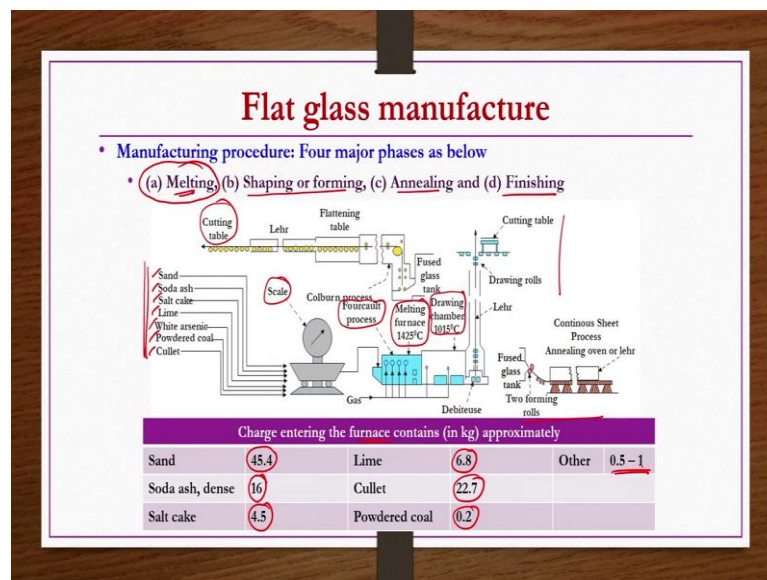 Flat glass manufacture
• Manufacturing procedure: Four major phases as below
• (a) Melting, (b) Shaping or forming, (c) Annealing and (d) Finishing
Cutting
table
Lehr
Flattening
table
Cutting table
Fused
glass
tank
Drawing rolls
Sand
Soda ash
Salt cake
Lime
White arsenic
Powdered coal
Cullet
Scale
Colburn process
Fourcault
process
Melting
furnace
1425⁰C
Drawing
chamber
1015⁰C
Lehr
Continous Sheet
Process
Annealing oven or lehr
Fused
glass
tank
Two forming
rolls
Gas
Debiteuse
Charge entering the furnace contains (in kg) approximately
Sand 45.4 Lime 6.8 Other 0.5 – 1
Soda ash, dense 16 Cullet 22.7
Salt cake 4.5 Powdered coal 0.2